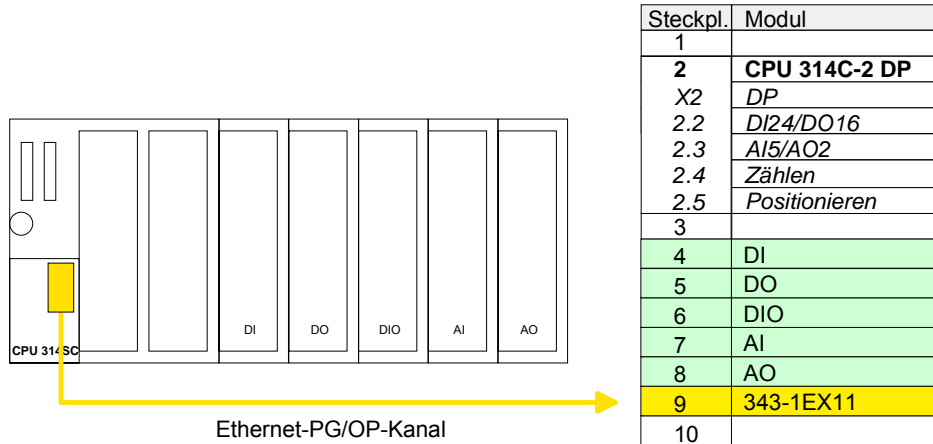 DI DO DIO AI AO
CPU 314SC
Ethernet-PG/OP-Kanal
Steckpl. Modul
1
2 CPU 314C-2 DP
X2 DP
2.2 DI24/DO16
2.3 AI5/AO2
2.4 Zählen
2.5 Positionieren
3
4 DI
5 DO
6 DIO
7 AI
8 AO
9 343-1EX11
10